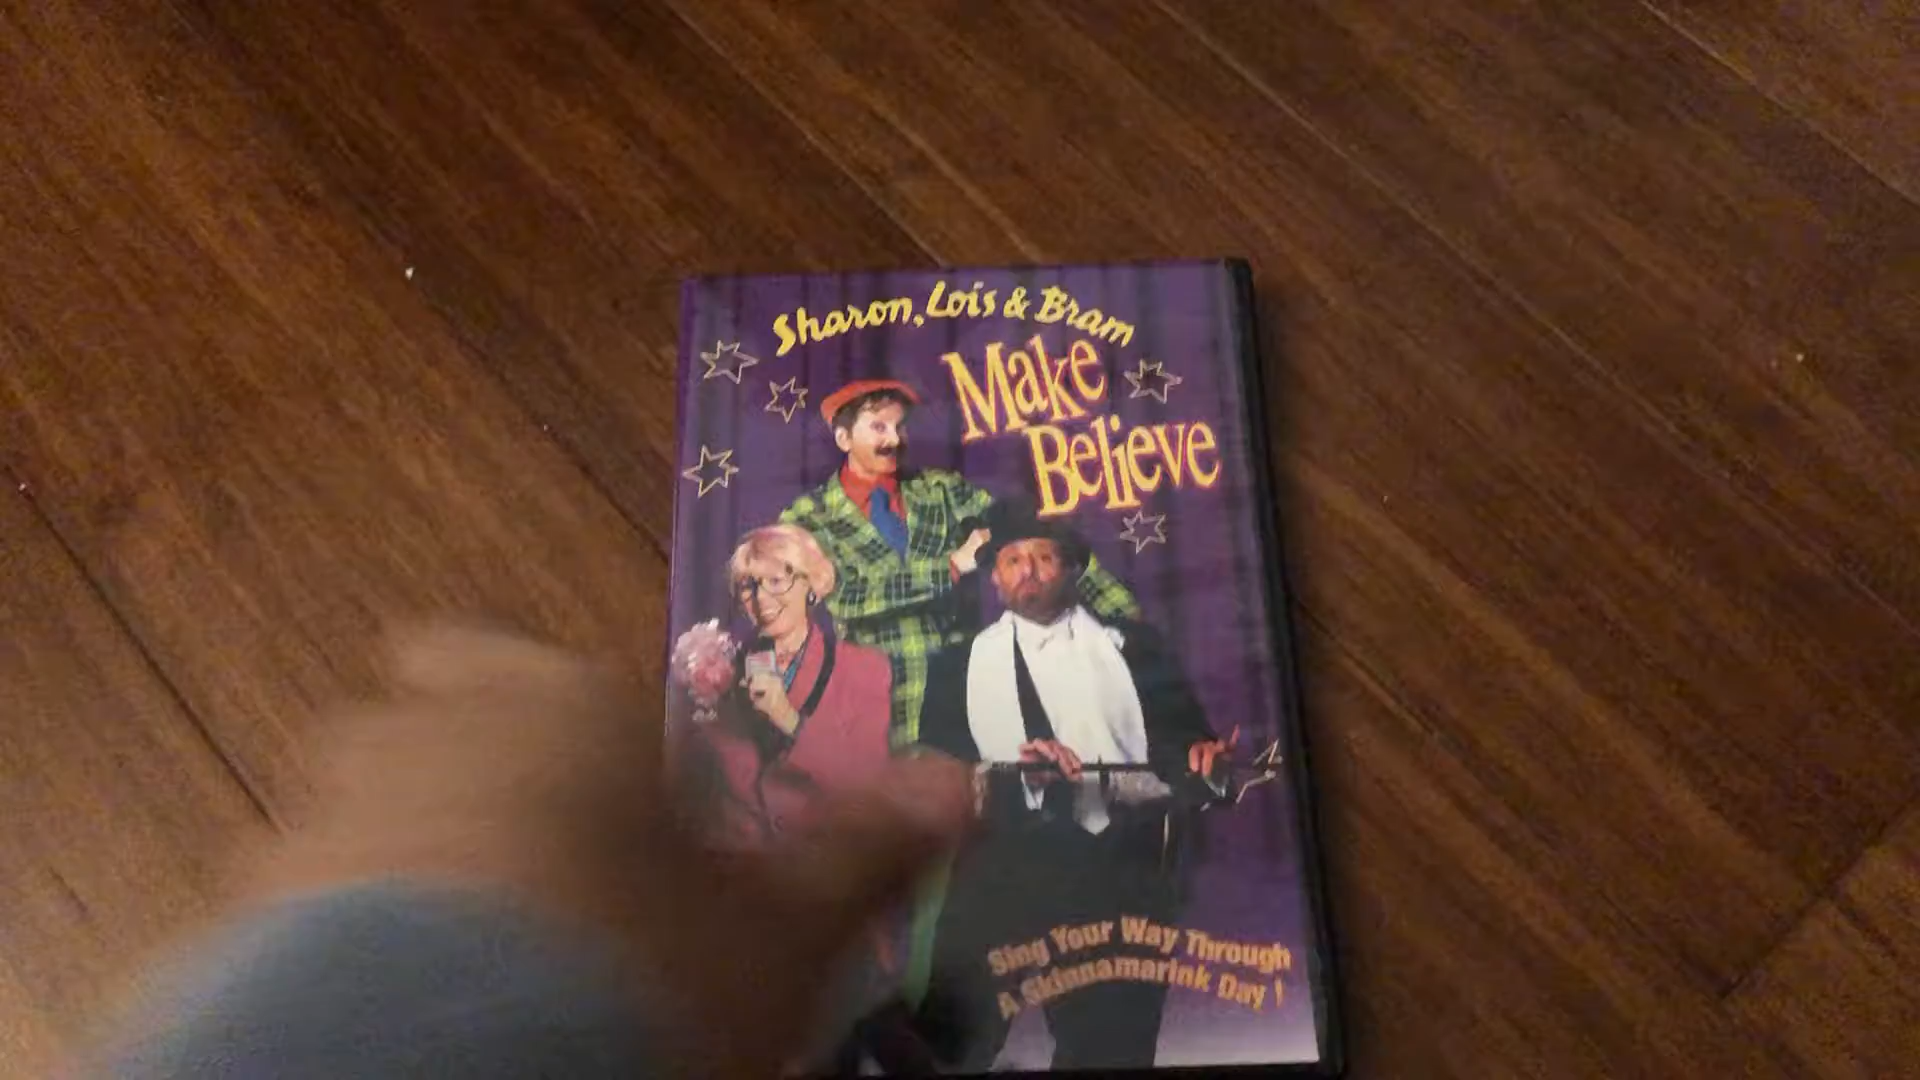 Sharon, Lois & Bram
Make
Believe
Sing Your Way Through
A Skinnamarink Day !